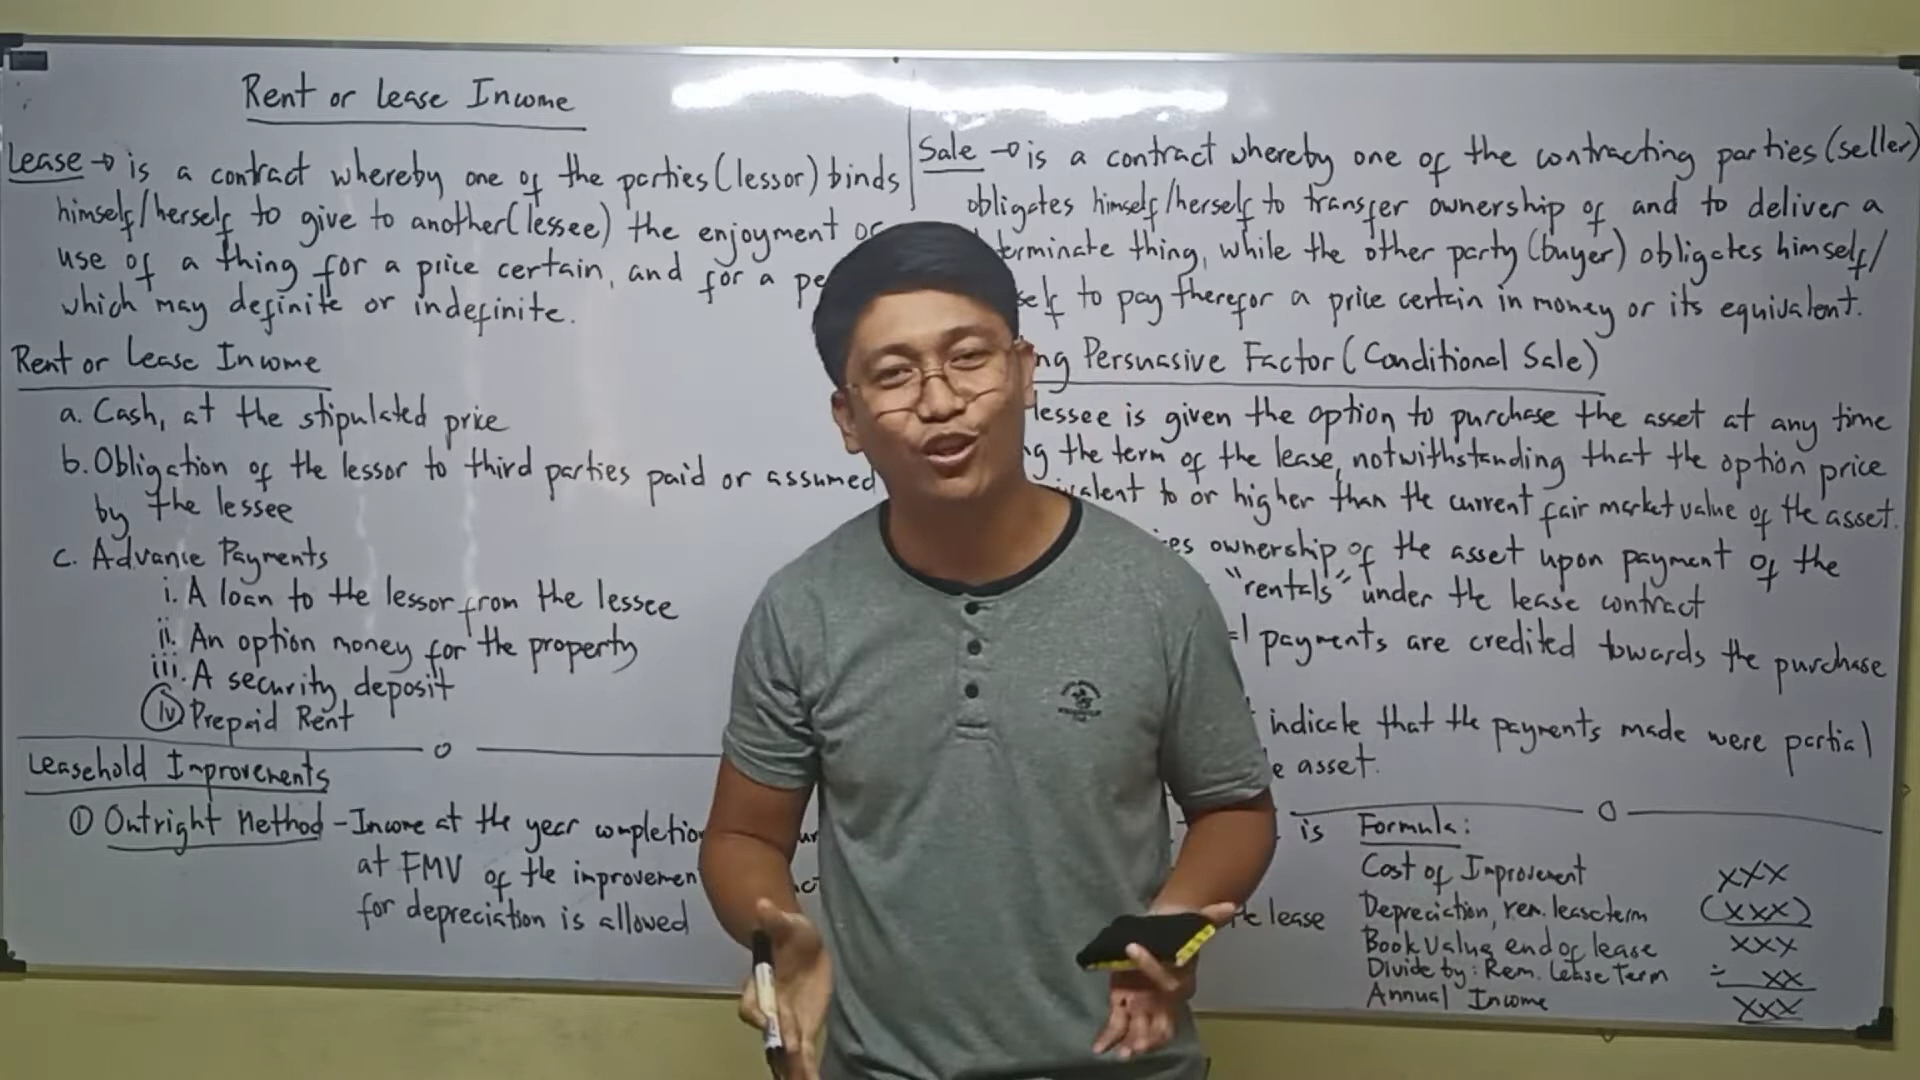 Rent or Lease Income
Lease → is a contract whereby one of the parties (lessor) binds
himself/herself to give to another (lessee) the enjoyment or
use of a thing for a price certain, and for a pe
which may definite or indefinite.
Rent or Lease Income
a. Cash, at the stipulated price
b. Obligation of the lessor to third parties paid or assumed
by the lessee
c. Advance Payments
i. A loan to the lessor from the lessee
ii. An option money for the property
iii. A security deposit
iv Prepaid Rent
Leasehold Improvements
① Outright Method - Income at the year completion
at FMV of the improvemen
for depreciation is allowed
Sale → is a contract whereby one of the contracting parties (seller)
obligates himself/herself to transfer ownership of and to deliver a
terminate thing, while the other party (buyer) obligates himself/
self to pay therefor a price certain in money or its equivalent.
ng Persuasive Factor (Conditional Sale)
lessee is given the option to purchase the asset at any time
ng the term of the lease, notwithstanding that the option price
ivalent to or higher than the current fair market value of the asset.
es ownership of the asset upon payment of the
"rentals" under the lease contract
payments are credited towards the purchase
indicate that the payments made were partial
e asset.
is
lease
Formula:
Cost of Improvement xxx
Depreciation, rem. lease term (xxx)
Book Value, end of lease xxx
Divide by: Rem. Lease Term ÷ xx
Annual Income xxx